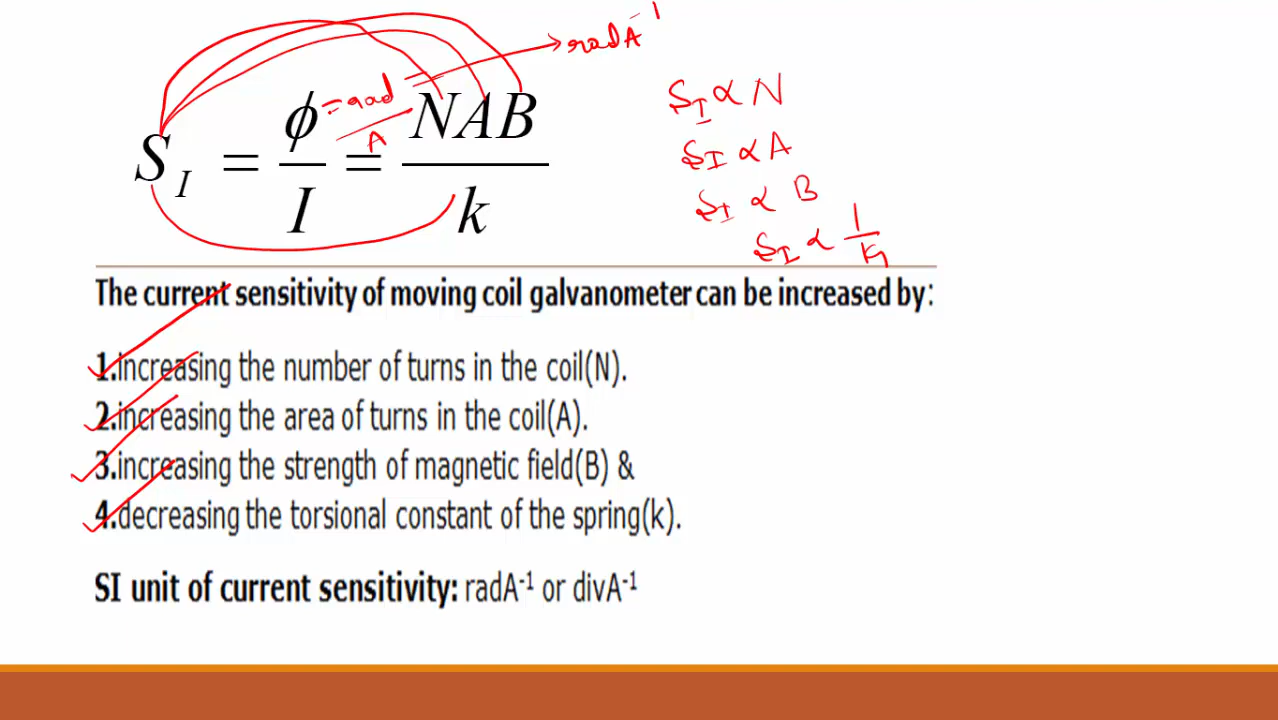 = rad/A = → radA⁻¹
S_I = ϕ/I = NAB/k
S_I ∝ N
S_I ∝ A
S_I ∝ B
S_I ∝ 1/k
The current sensitivity of moving coil galvanometer can be increased by:
1.increasing the number of turns in the coil(N).
2.increasing the area of turns in the coil(A).
3.increasing the strength of magnetic field(B) &
4.decreasing the torsional constant of the spring(k).
SI unit of current sensitivity: radA⁻¹ or divA⁻¹